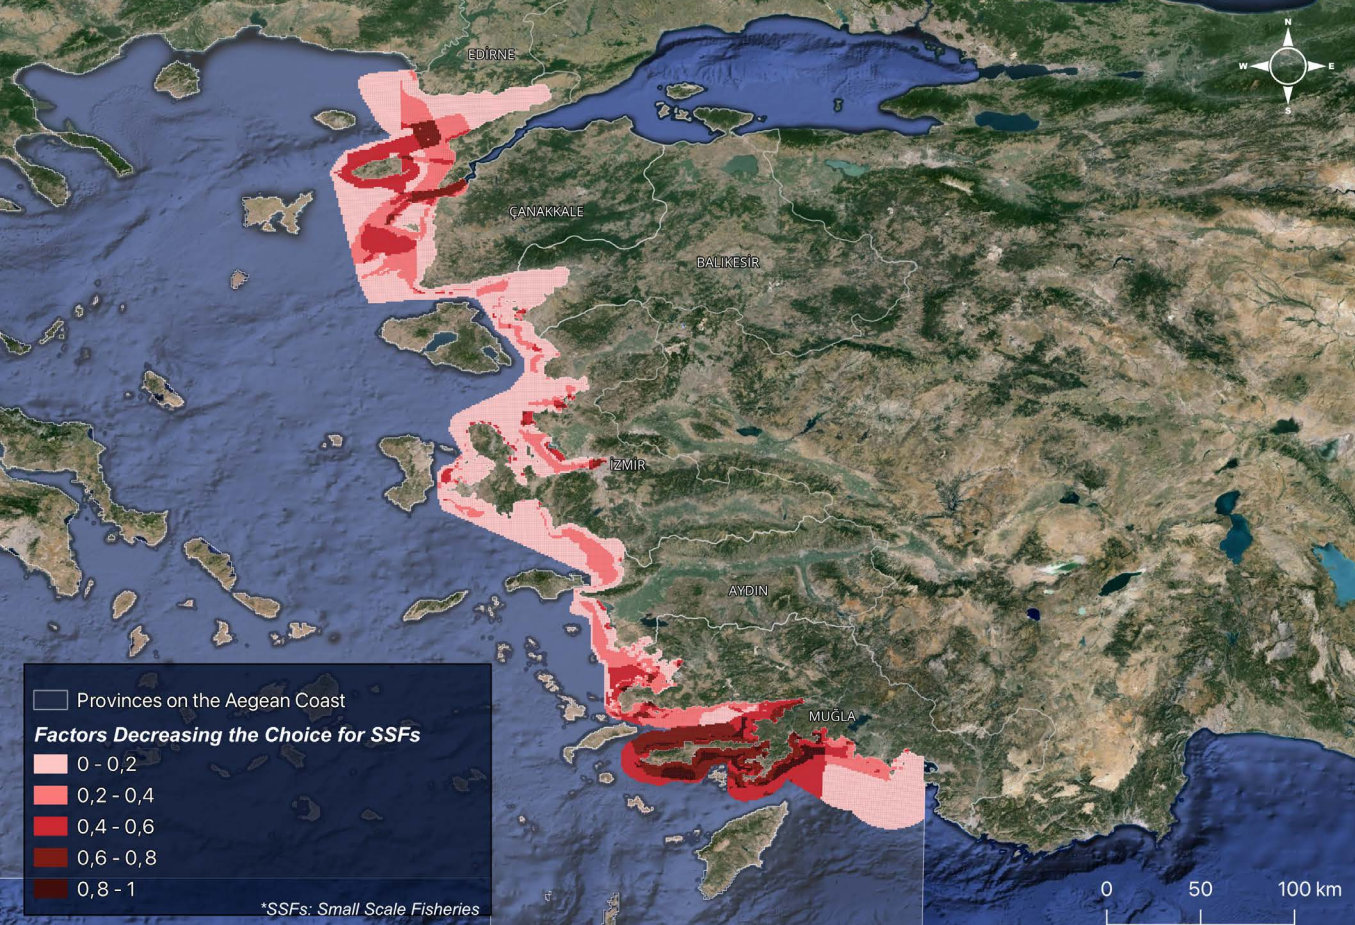 N
W E
S
EDİRNE
ÇANAKKALE
BALIKESİR
İZMİR
AYDIN
MUĞLA
Provinces on the Aegean Coast
Factors Decreasing the Choice for SSFs
0 - 0,2
0,2 - 0,4
0,4 - 0,6
0,6 - 0,8
0,8 - 1
*SSFs: Small Scale Fisheries
0 50 100 km